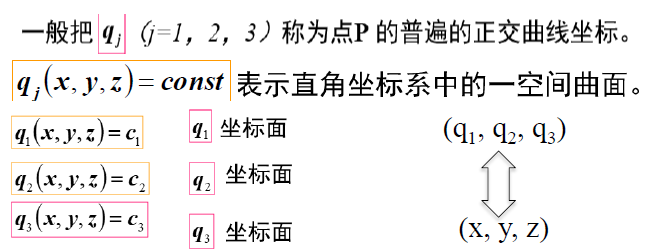 一般把 qⱼ (j=1, 2, 3) 称为点P 的普遍的正交曲线坐标。
qⱼ(x, y, z) = const 表示直角坐标系中的一空间曲面。
q₁(x, y, z) = c₁ q₁ 坐标面 (q₁, q₂, q₃)
q₂(x, y, z) = c₂ q₂ 坐标面
q₃(x, y, z) = c₃ q₃ 坐标面 (x, y, z)